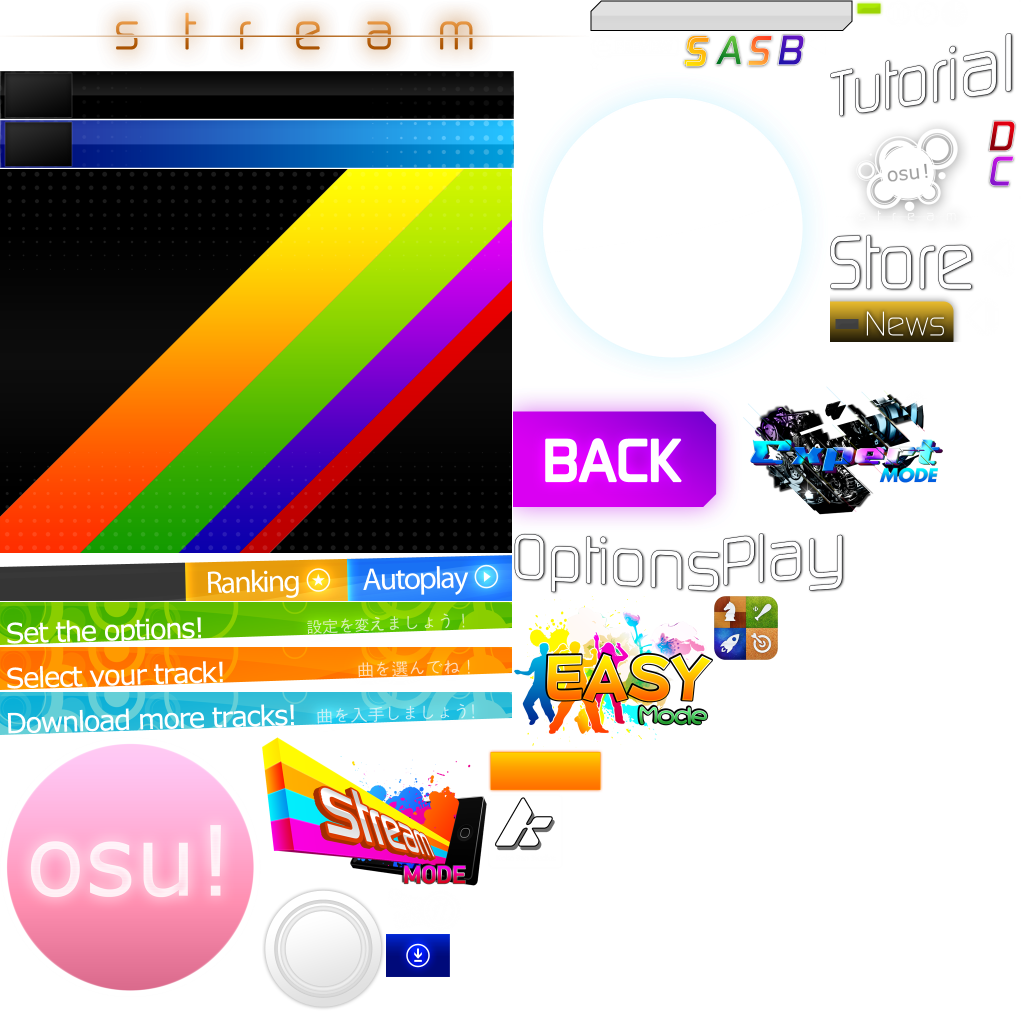 stream
S A S B
Tutorial
D
C
osu!
Store
News
BACK
Expert
MODE
Options
Play
Ranking
Autoplay
Set the options!
設定を変えましょう!
Select your track!
曲を選んでね!
Download more tracks!
曲を入手しましょう!
EASY
Mode
osu!
Stream
MODE